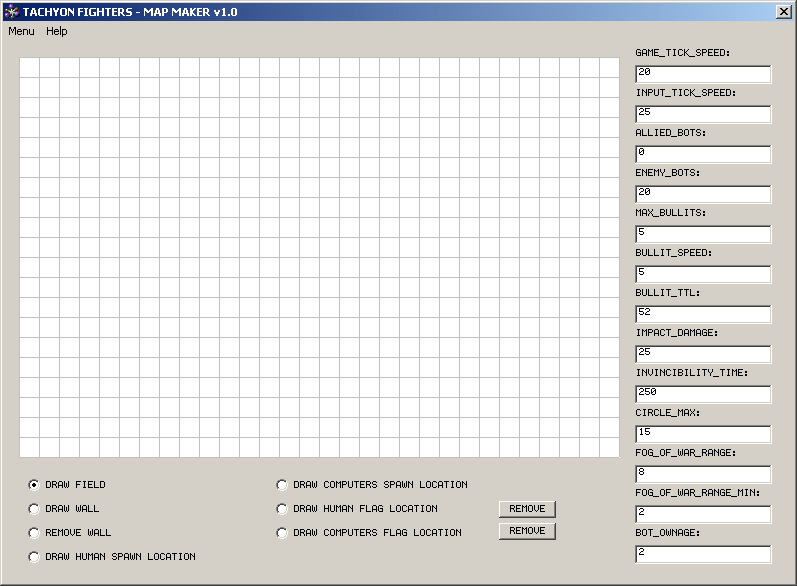 TACHYON FIGHTERS - MAP MAKER v1.0
Menu Help
GAME_TICK_SPEED:
20
INPUT_TICK_SPEED:
25
ALLIED_BOTS:
0
ENEMY_BOTS:
20
MAX_BULLITS:
5
BULLIT_SPEED:
5
BULLIT_TTL:
52
IMPACT_DAMAGE:
25
INVINCIBILITY_TIME:
250
CIRCLE_MAX:
15
FOG_OF_WAR_RANGE:
8
FOG_OF_WAR_RANGE_MIN:
2
BOT_OWNAGE:
2
DRAW FIELD
DRAW WALL
REMOVE WALL
DRAW HUMAN SPAWN LOCATION
DRAW COMPUTERS SPAWN LOCATION
DRAW HUMAN FLAG LOCATION REMOVE
DRAW COMPUTERS FLAG LOCATION REMOVE